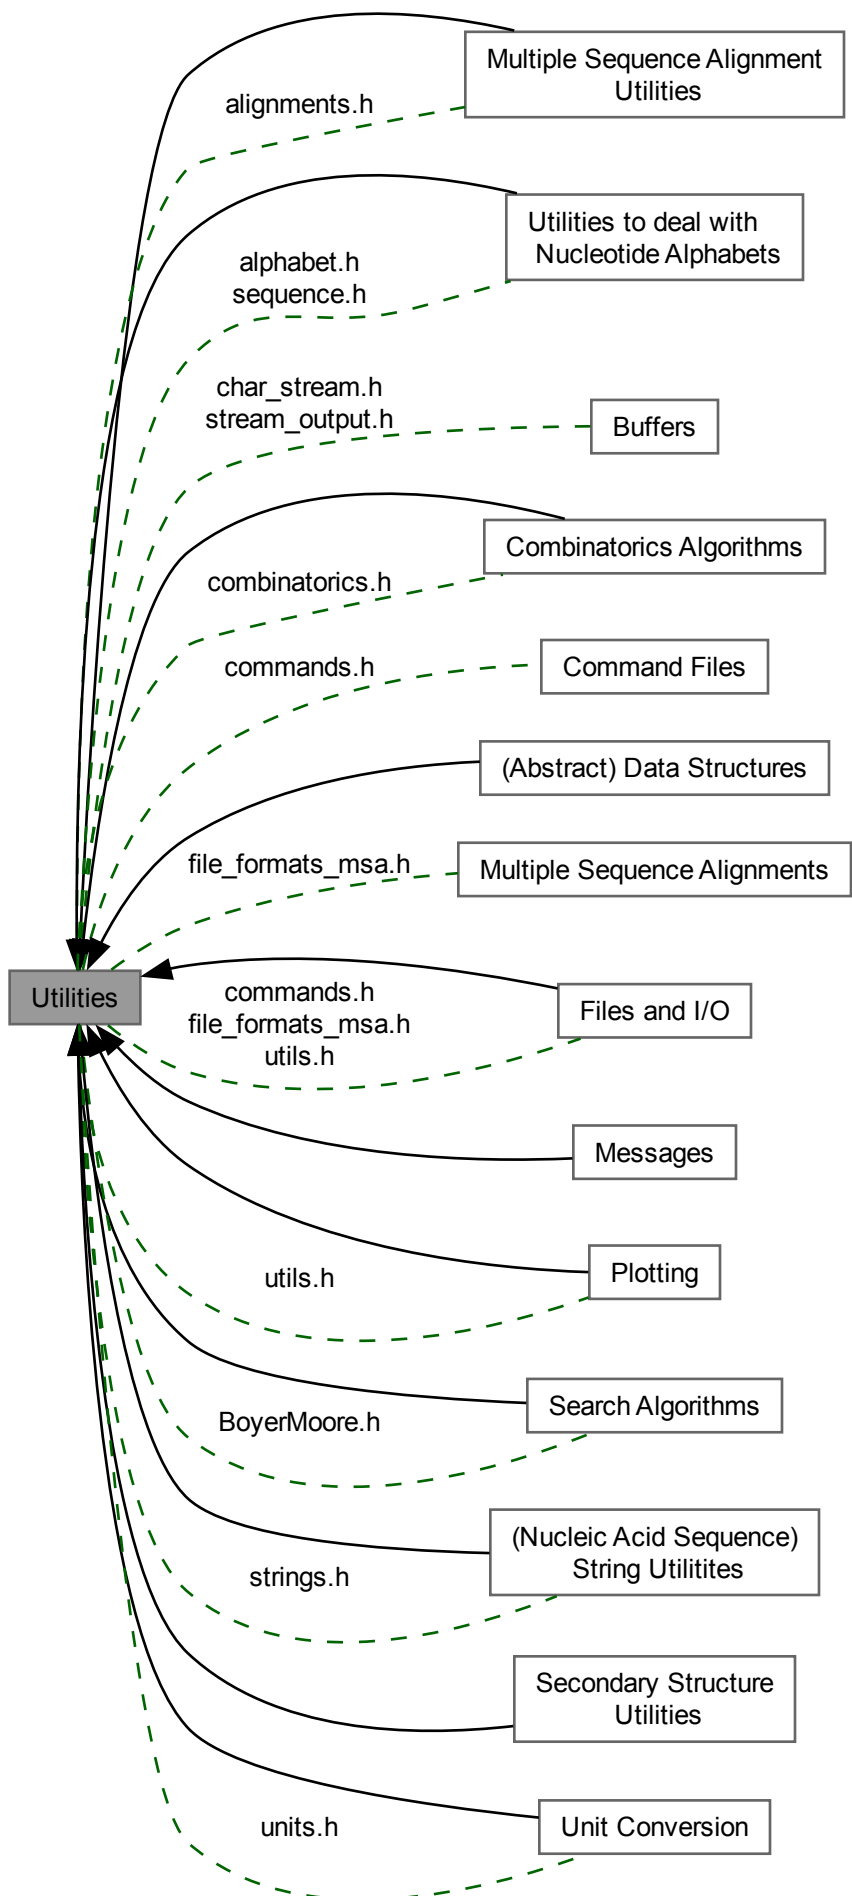 Multiple Sequence Alignment
Utilities
alignments.h
Utilities to deal with
Nucleotide Alphabets
alphabet.h
sequence.h
char_stream.h
stream_output.h
Buffers
Combinatorics Algorithms
combinatorics.h
commands.h
Command Files
(Abstract) Data Structures
file_formats_msa.h
Multiple Sequence Alignments
Utilities
commands.h
file_formats_msa.h
utils.h
Files and I/O
Messages
utils.h
Plotting
BoyerMoore.h
Search Algorithms
(Nucleic Acid Sequence)
String Utilitites
strings.h
Secondary Structure
Utilities
units.h
Unit Conversion